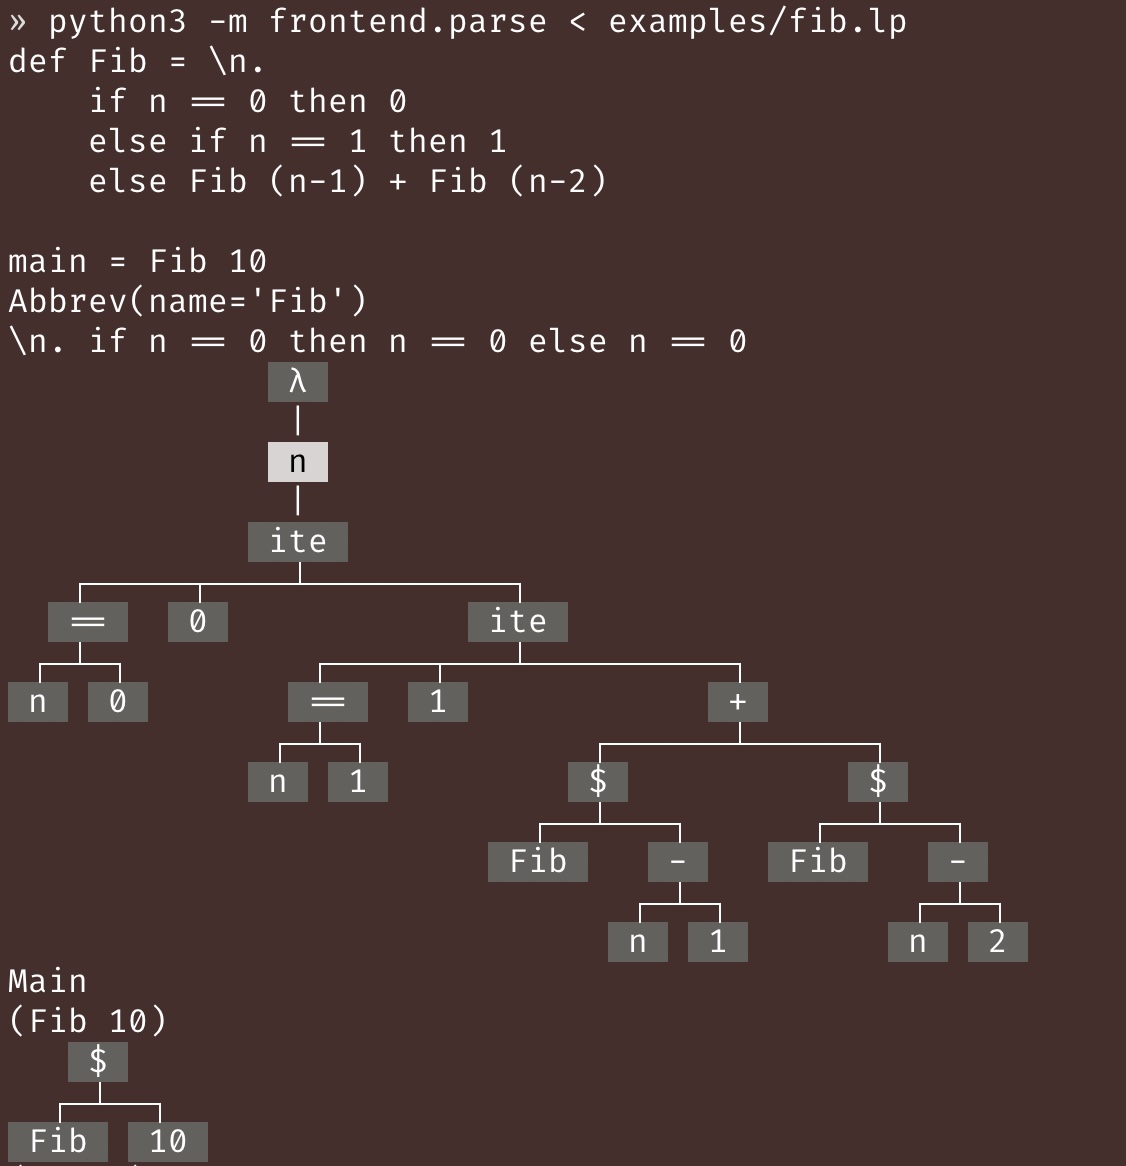 » python3 -m frontend.parse < examples/fib.lp
def Fib = \n.
    if n == 0 then 0
    else if n == 1 then 1
    else Fib (n-1) + Fib (n-2)
main = Fib 10
Abbrev(name='Fib')
\n. if n == 0 then n == 0 else n == 0
λ
n
ite
== 0 ite
n 0 == 1 +
n 1 $ $
Fib - Fib -
n 1 n 2
Main
(Fib 10)
$
Fib 10